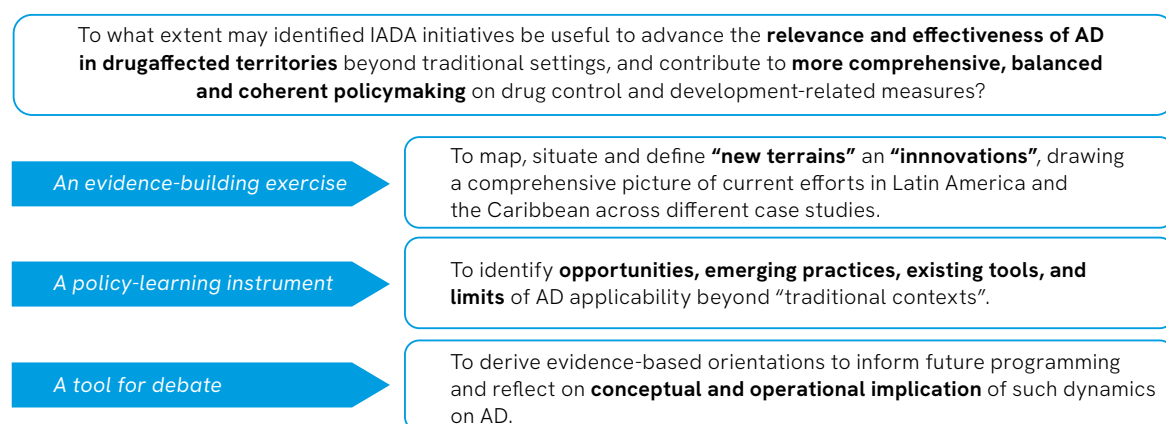 To what extent may identified IADA initiatives be useful to advance the relevance and effectiveness of AD
in drugaffected territories beyond traditional settings, and contribute to more comprehensive, balanced
and coherent policymaking on drug control and development-related measures?
An evidence-building exercise
To map, situate and define “new terrains” an “innnovations”, drawing
a comprehensive picture of current efforts in Latin America and
the Caribbean across different case studies.
A policy-learning instrument
To identify opportunities, emerging practices, existing tools, and
limits of AD applicability beyond “traditional contexts”.
A tool for debate
To derive evidence-based orientations to inform future programming
and reflect on conceptual and operational implication of such dynamics
on AD.